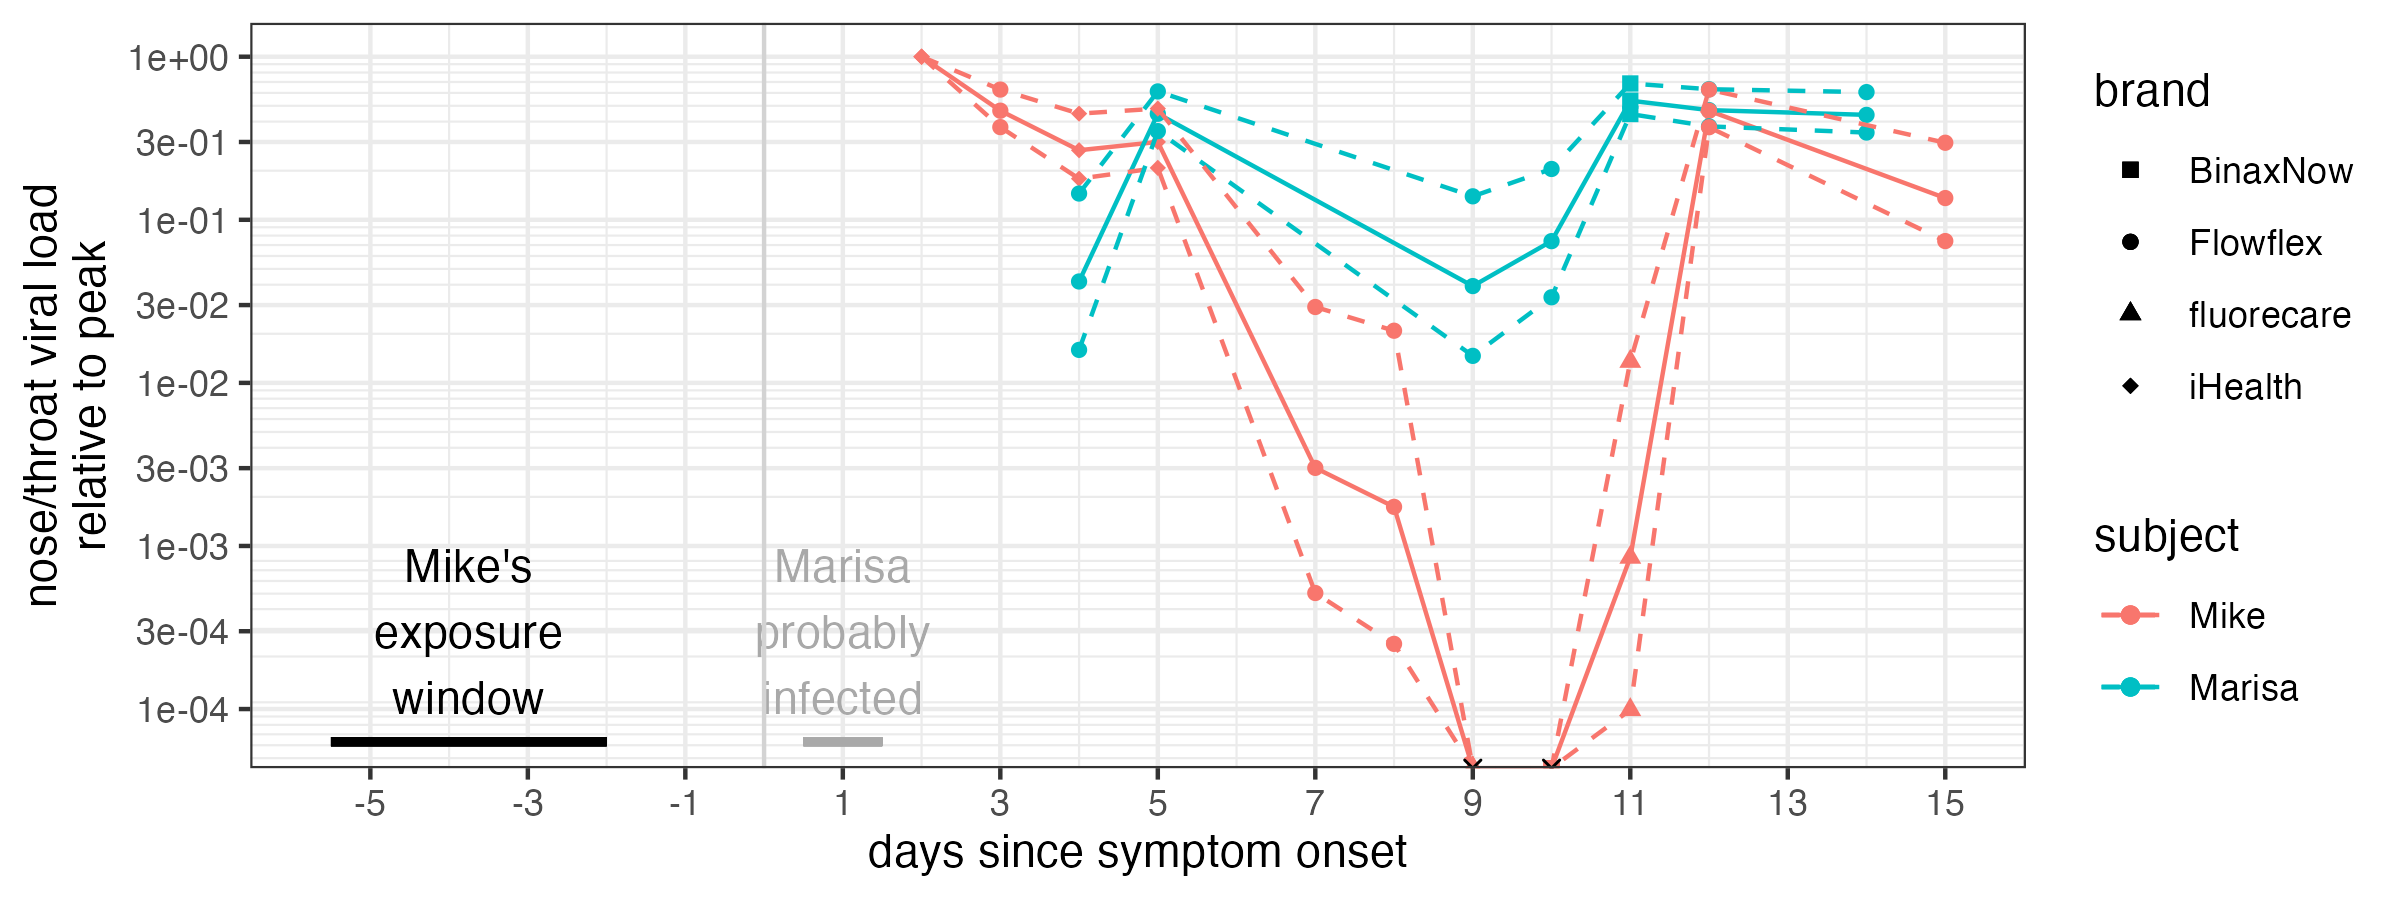 nose/throat viral load
relative to peak
1e+00
3e-01
1e-01
3e-02
1e-02
3e-03
1e-03
3e-04
1e-04
Mike's
exposure
window
Marisa
probably
infected
-5 -3 -1 1 3 5 7 9 11 13 15
days since symptom onset
brand
BinaxNow
Flowflex
fluorecare
iHealth
subject
Mike
Marisa